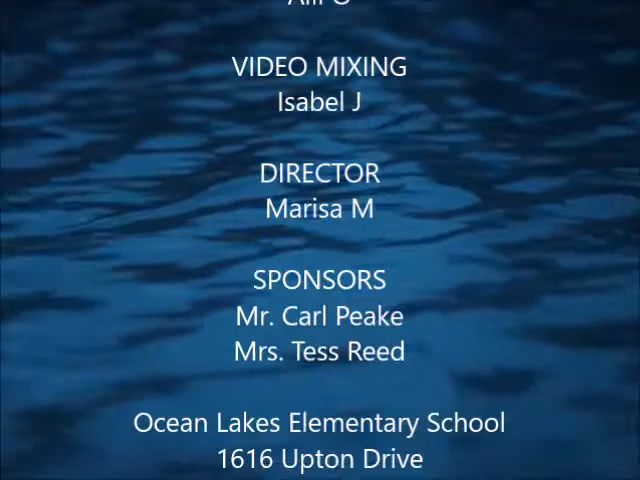 VIDEO MIXING
Isabel J
DIRECTOR
Marisa M
SPONSORS
Mr. Carl Peake
Mrs. Tess Reed
Ocean Lakes Elementary School
1616 Upton Drive